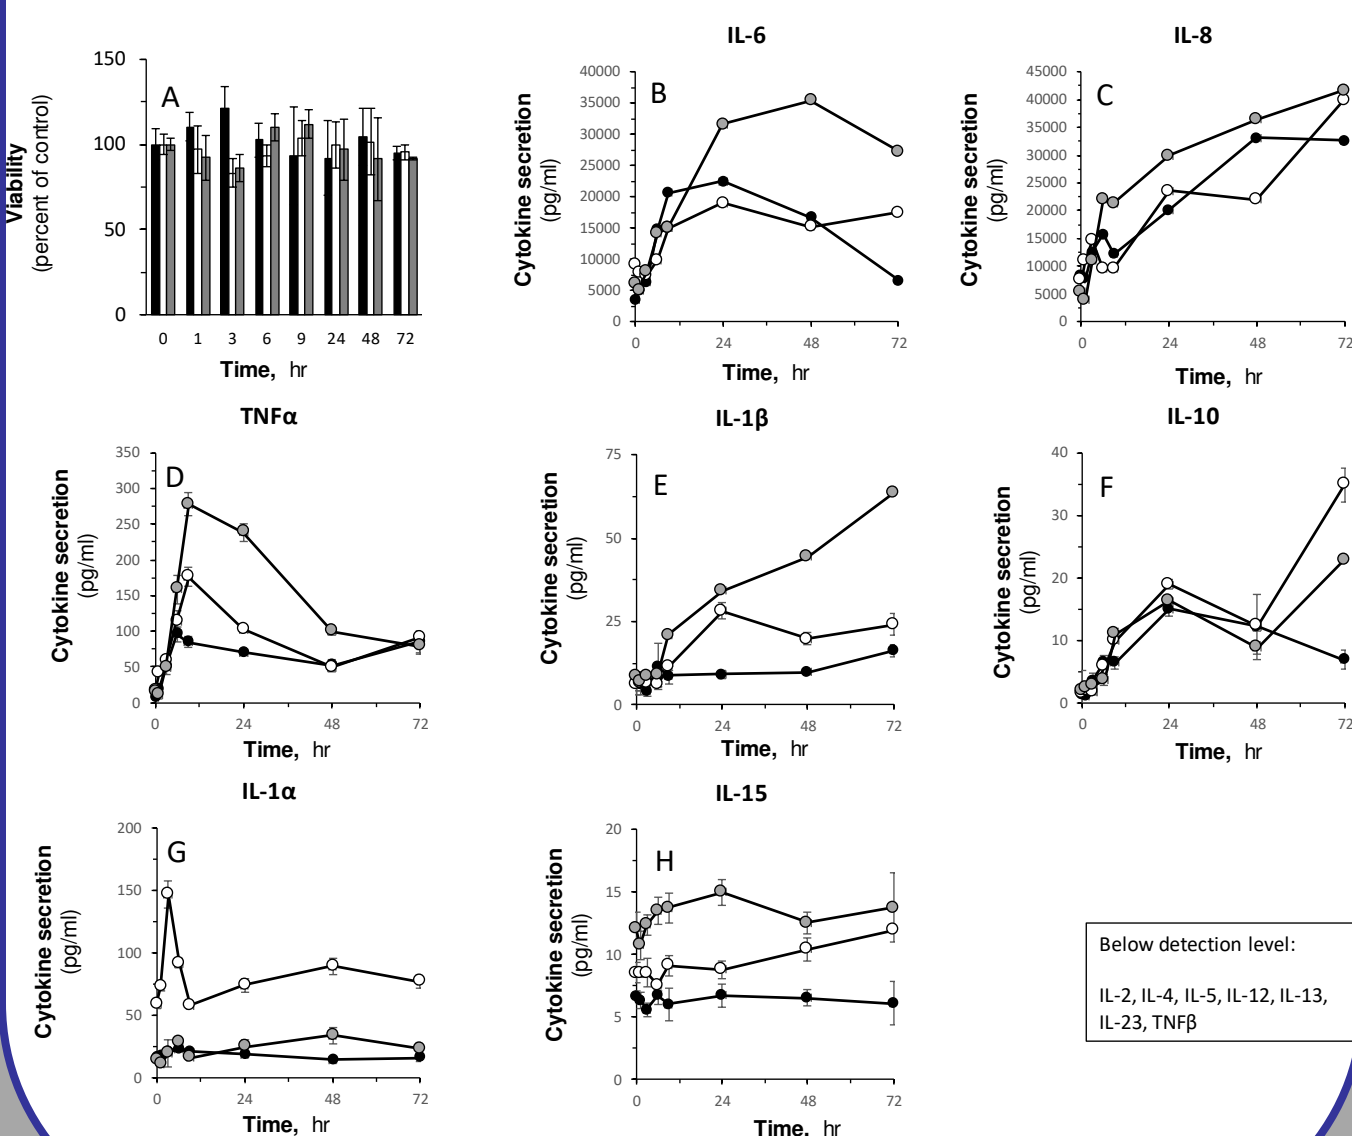 A
Viability
(percent of control)
150
100
50
0
0 1 3 6 9 24 48 72
Time, hr
IL-6
B
Cytokine secretion
(pg/ml)
40000
35000
30000
25000
20000
15000
10000
5000
0
0 24 48 72
Time, hr
IL-8
C
Cytokine secretion
(pg/ml)
45000
40000
35000
30000
25000
20000
15000
10000
5000
0
0 24 48 72
Time, hr
TNFα
D
Cytokine secretion
(pg/ml)
350
300
250
200
150
100
50
0
0 24 48 72
Time, hr
IL-1β
E
Cytokine secretion
(pg/ml)
75
50
25
0
0 24 48 72
Time, hr
IL-10
F
Cytokine secretion
(pg/ml)
40
30
20
10
0
0 24 48 72
Time, hr
IL-1α
G
Cytokine secretion
(pg/ml)
200
150
100
50
0
0 24 48 72
Time, hr
IL-15
H
Cytokine secretion
(pg/ml)
20
15
10
5
0
0 24 48 72
Time, hr
Below detection level:
IL-2, IL-4, IL-5, IL-12, IL-13,
IL-23, TNFβ